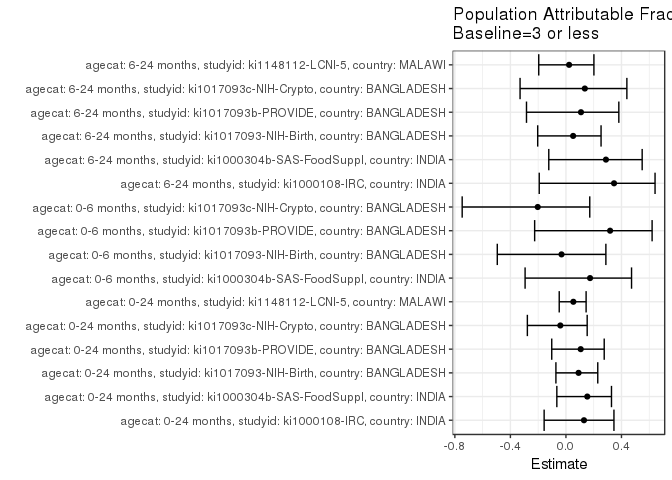 Population Attributable Frac
Baseline=3 or less
agecat: 6-24 months, studyid: ki1148112-LCNI-5, country: MALAWI
agecat: 6-24 months, studyid: ki1017093c-NIH-Crypto, country: BANGLADESH
agecat: 6-24 months, studyid: ki1017093b-PROVIDE, country: BANGLADESH
agecat: 6-24 months, studyid: ki1017093-NIH-Birth, country: BANGLADESH
agecat: 6-24 months, studyid: ki1000304b-SAS-FoodSuppl, country: INDIA
agecat: 6-24 months, studyid: ki1000108-IRC, country: INDIA
agecat: 0-6 months, studyid: ki1017093c-NIH-Crypto, country: BANGLADESH
agecat: 0-6 months, studyid: ki1017093b-PROVIDE, country: BANGLADESH
agecat: 0-6 months, studyid: ki1017093-NIH-Birth, country: BANGLADESH
agecat: 0-6 months, studyid: ki1000304b-SAS-FoodSuppl, country: INDIA
agecat: 0-24 months, studyid: ki1148112-LCNI-5, country: MALAWI
agecat: 0-24 months, studyid: ki1017093c-NIH-Crypto, country: BANGLADESH
agecat: 0-24 months, studyid: ki1017093b-PROVIDE, country: BANGLADESH
agecat: 0-24 months, studyid: ki1017093-NIH-Birth, country: BANGLADESH
agecat: 0-24 months, studyid: ki1000304b-SAS-FoodSuppl, country: INDIA
agecat: 0-24 months, studyid: ki1000108-IRC, country: INDIA
-0.8 -0.4 0.0 0.4
Estimate